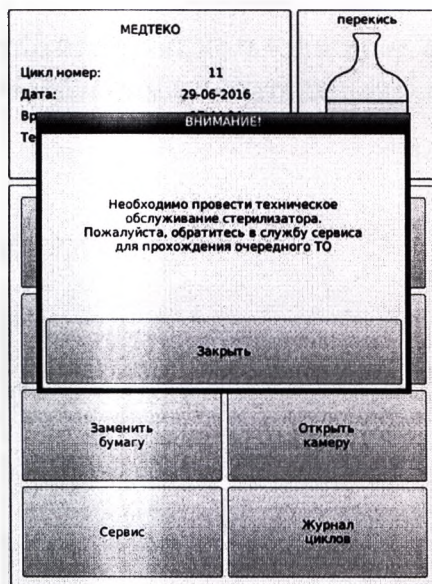 МЕДТЕКО
перекись
Цикл номер: 11
Дата: 29-06-2016
ВНИМАНИЕ!
Необходимо провести техническое
обслуживание стерилизатора.
Пожалуйста, обратитесь в службу сервиса
для прохождения очередного ТО
Закрыть
Заменить
бумагу
Открыть
камеру
Сервис
Журнал
циклов